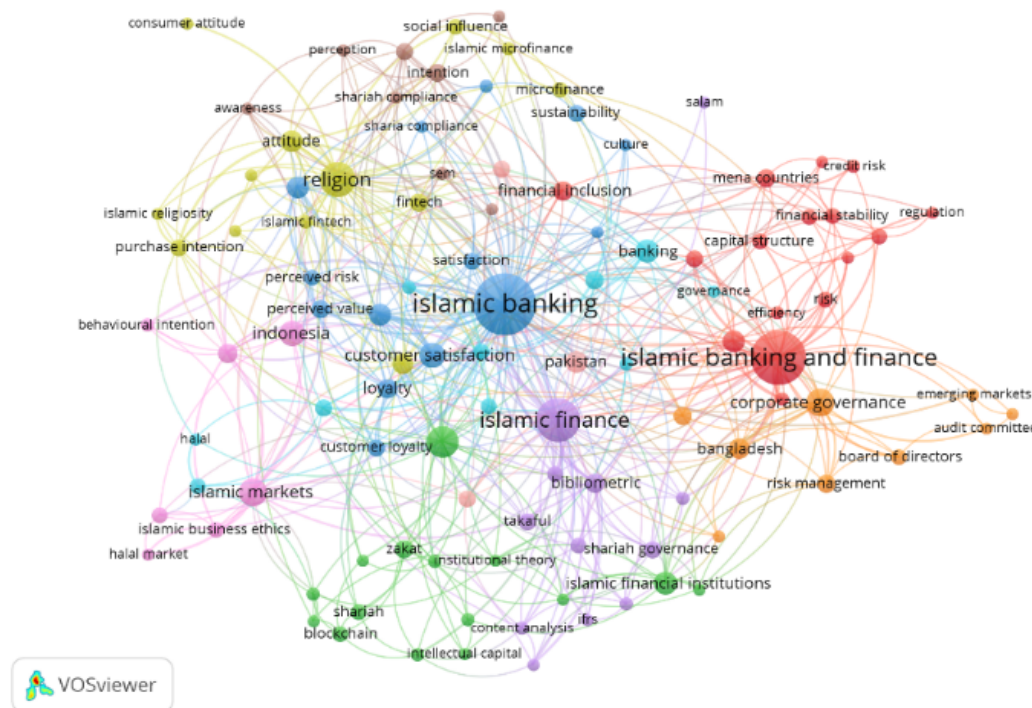 consumer attitude
social influence
perception
islamic microfinance
intention
microfinance
shariah compliance
salam
awareness
sustainability
sharia compliance
attitude
culture
credit risk
religion
sem
mena countries
financial inclusion
islamic religiosity
fintech
islamic fintech
financial stability
regulation
purchase intention
capital structure
banking
satisfaction
perceived risk
governance
islamic banking
risk
perceived value
efficiency
behavioural intention
indonesia
customer satisfaction
pakistan
islamic banking and finance
loyalty
emerging markets
corporate governance
islamic finance
audit committee
halal
customer loyalty
bangladesh
board of directors
bibliometric
risk management
islamic markets
takaful
islamic business ethics
zakat
shariah governance
halal market
institutional theory
islamic financial institutions
shariah
ifrs
blockchain
content analysis
intellectual capital
VOSviewer